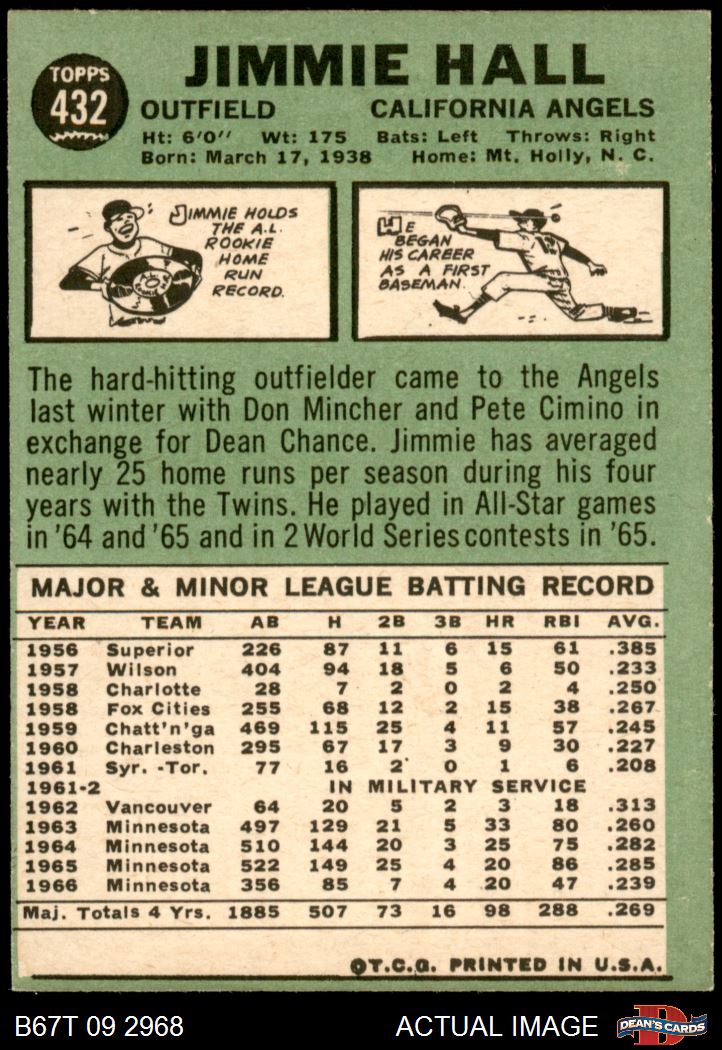 JIMMIE HALL
TOPPS
432
OUTFIELD CALIFORNIA ANGELS
Ht: 6'0" Wt: 175 Bats: Left Throws: Right
Born: March 17, 1938 Home: Mt. Holly, N. C.
JIMMIE HOLDS
THE A.L.
ROOKIE
HOME
RUN
RECORD.
HE
BEGAN
HIS CAREER
AS A FIRST
BASEMAN.
The hard-hitting outfielder came to the Angels
last winter with Don Mincher and Pete Cimino in
exchange for Dean Chance. Jimmie has averaged
nearly 25 home runs per season during his four
years with the Twins. He played in All-Star games
in '64 and '65 and in 2 World Series contests in '65.
MAJOR & MINOR LEAGUE BATTING RECORD
YEAR TEAM AB H 2B 3B HR RBI AVG.
1956 Superior 226 87 11 6 15 61 .385
1957 Wilson 404 94 18 5 6 50 .233
1958 Charlotte 28 7 2 0 2 4 .250
1958 Fox Cities 255 68 12 2 15 38 .267
1959 Chatt'n'ga 469 115 25 4 11 57 .245
1960 Charleston 295 67 17 3 9 30 .227
1961 Syr. -Tor. 77 16 2 0 1 6 .208
1961-2 IN MILITARY SERVICE
1962 Vancouver 64 20 5 2 3 18 .313
1963 Minnesota 497 129 21 5 33 80 .260
1964 Minnesota 510 144 20 3 25 75 .282
1965 Minnesota 522 149 25 4 20 86 .285
1966 Minnesota 356 85 7 4 20 47 .239
Maj. Totals 4 Yrs. 1885 507 73 16 98 288 .269
©T.C.G. PRINTED IN U.S.A.
B67T 09 2968 ACTUAL IMAGE
D
DEAN'S CARDS